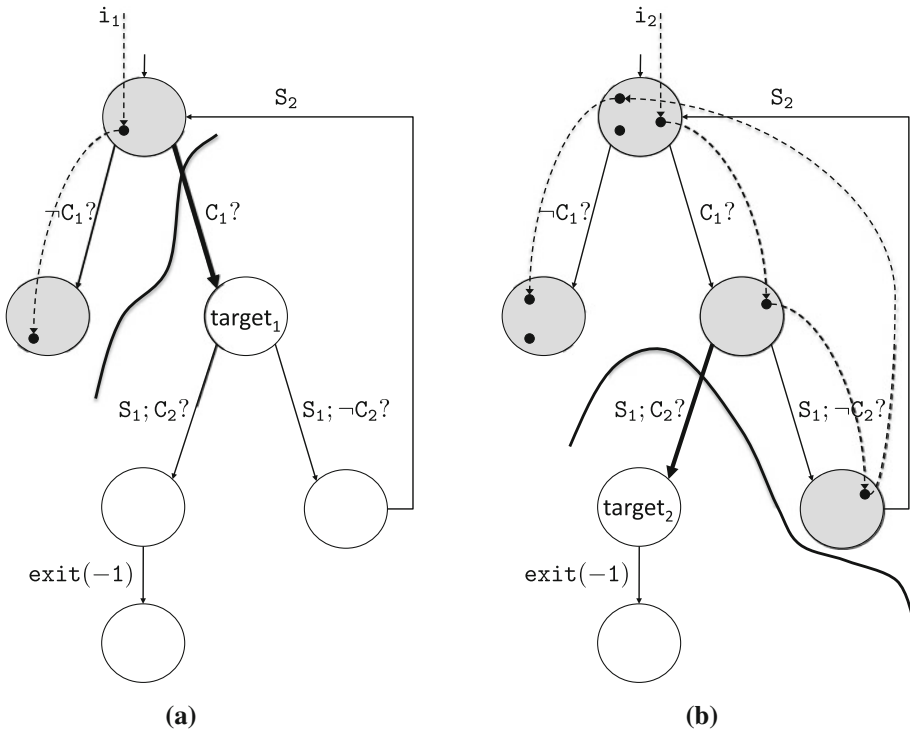 i₁
S₂
¬C₁?
C₁?
target₁
S₁; C₂?
S₁; ¬C₂?
exit(−1)
(a)
i₂
S₂
¬C₁?
C₁?
S₁; C₂?
S₁; ¬C₂?
target₂
exit(−1)
(b)